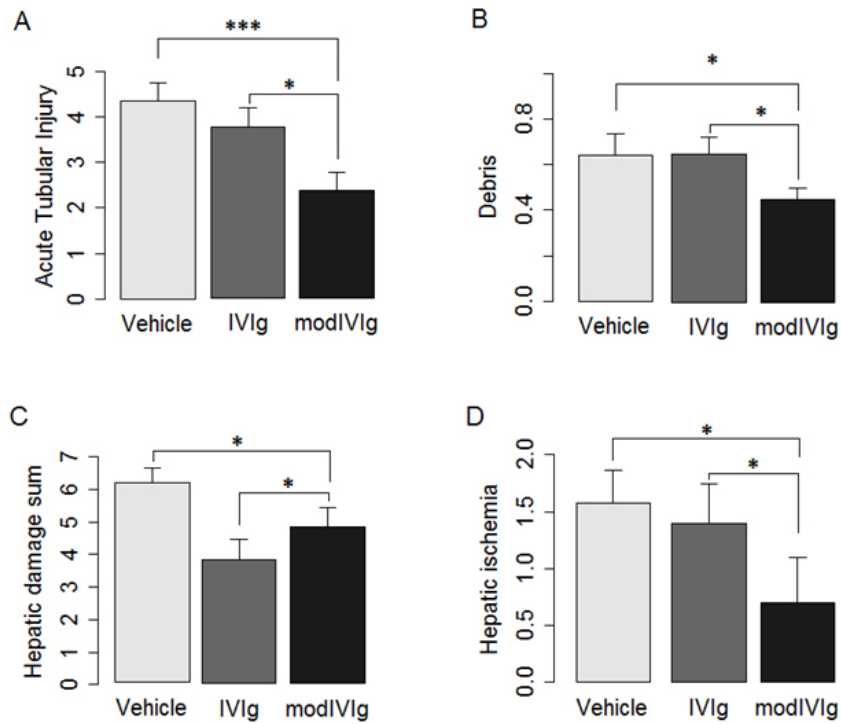 A
Acute Tubular Injury
5
4
3
2
1
0
***
*
Vehicle IVIg modIVIg
B
Debris
0.8
0.4
0.0
*
*
Vehicle IVIg modIVIg
C
Hepatic damage sum
7
6
5
4
3
2
1
0
*
*
Vehicle IVIg modIVIg
D
Hepatic ischemia
2.0
1.5
1.0
0.5
0.0
*
*
Vehicle IVIg modIVIg